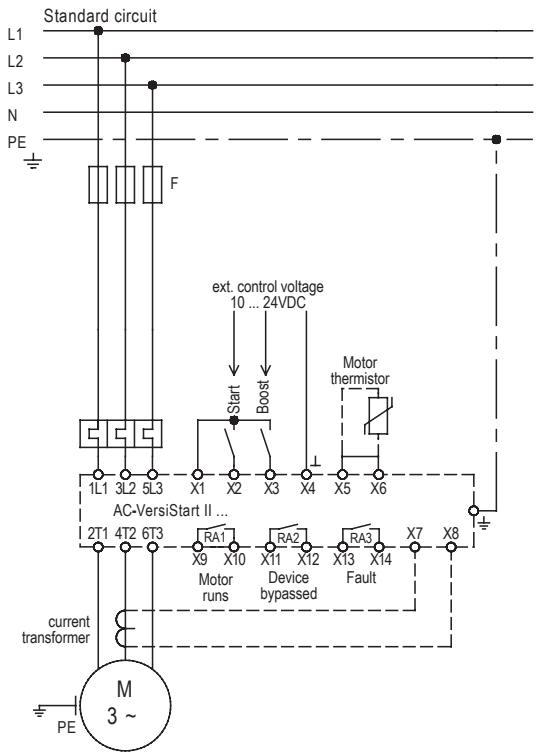 Standard circuit
L1
L2
L3
N
PE
F
ext. control voltage
10 ... 24VDC
Start
Boost
Motor
thermistor
1L1 3L2 5L3 X1 X2 X3 X4 ⊥ X5 X6
AC-VersiStart II ...
2T1 4T2 6T3 RA1 RA2 RA3 X7 X8
X9 X10 X11 X12 X13 X14
Motor
runs
Device
bypassed
Fault
current
transformer
M
3 ~
PE